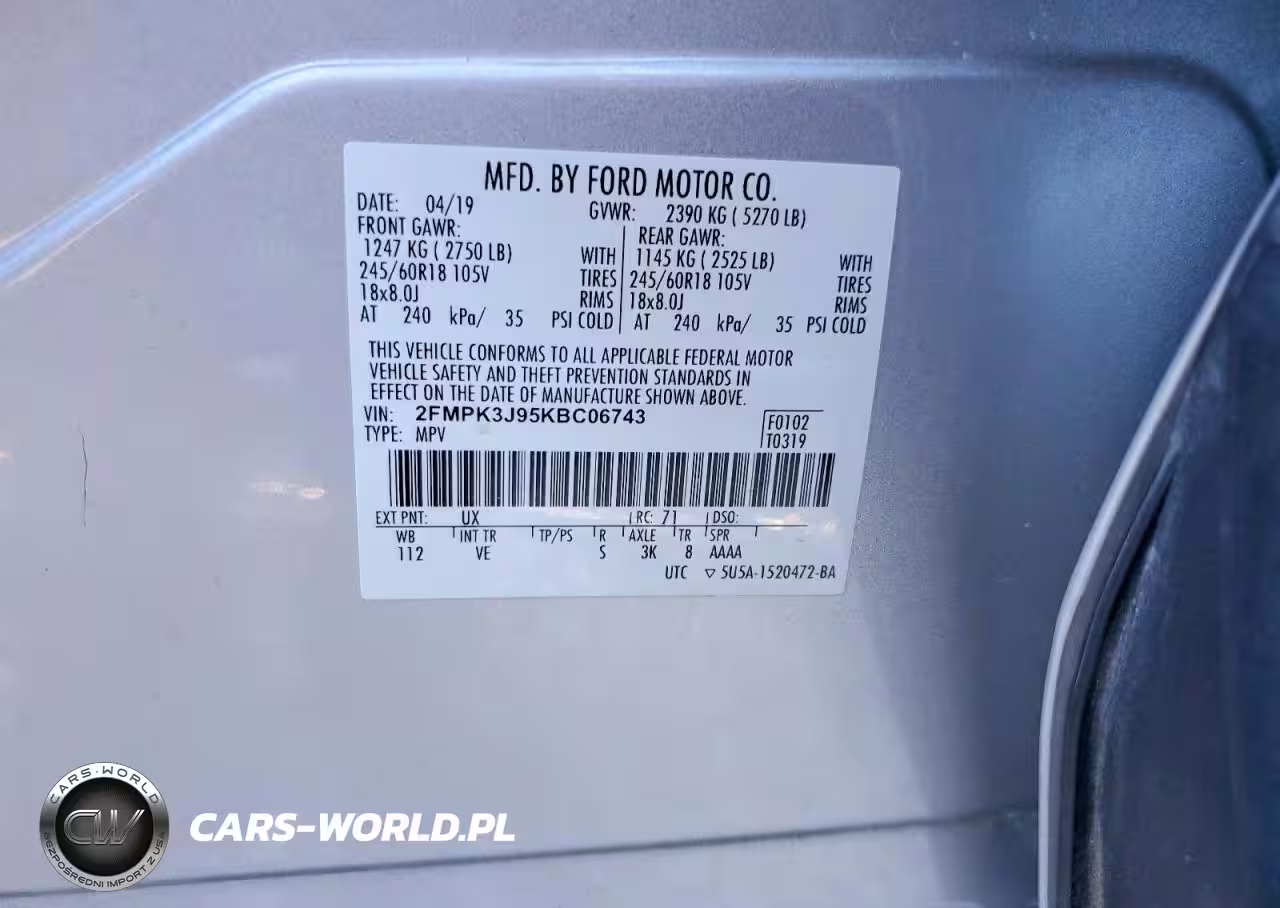 MFD. BY FORD MOTOR CO.
DATE: 04/19 GVWR: 2390 KG ( 5270 LB)
FRONT GAWR: REAR GAWR:
1247 KG ( 2750 LB) WITH 1145 KG ( 2525 LB) WITH
245/60R18 105V TIRES 245/60R18 105V TIRES
18x8.0J RIMS 18x8.0J RIMS
AT 240 kPa/ 35 PSI COLD AT 240 kPa/ 35 PSI COLD
THIS VEHICLE CONFORMS TO ALL APPLICABLE FEDERAL MOTOR
VEHICLE SAFETY AND THEFT PREVENTION STANDARDS IN
EFFECT ON THE DATE OF MANUFACTURE SHOWN ABOVE.
VIN: 2FMPK3J95KBC06743 F0102
TYPE: MPV T0319
EXT PNT: UX RC: 71 DSO:
WB INT TR TP/PS R AXLE TR SPR
112 VE S 3K 8 AAAA
UTC ▽ 5U5A-1520472-BA
CARS-WORLD
CW
BEZPOŚREDNI IMPORT Z USA
CARS-WORLD.PL